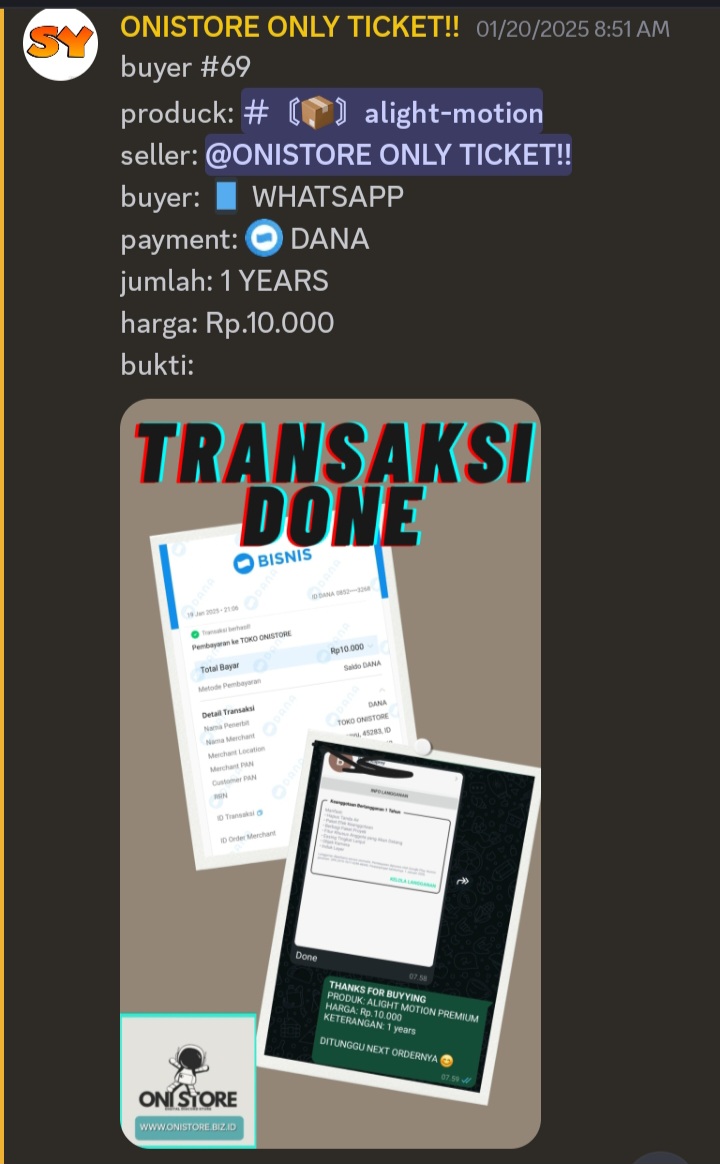 SY
ONISTORE ONLY TICKET!! 01/20/2025 8:51 AM
buyer #69
produck: # 〔📦〕 alight-motion
seller: @ONISTORE ONLY TICKET!!
buyer: WHATSAPP
payment: DANA
jumlah: 1 YEARS
harga: Rp.10.000
bukti:
TRANSAKSI
DONE
BISNIS
19 Jan 2025 • 21:06
ID DANA 0852
Transaksi berhasil!
Pembayaran ke TOKO ONISTORE
Total Bayar Rp10.000
Metode Pembayaran Saldo DANA
Detail Transaksi
Nama Penerbit DANA
Nama Merchant TOKO ONISTORE
Merchant Location 45283, ID
Merchant PAN
Customer PAN
RRN
ID Transaksi
ID Order Merchant
INFO LANGGANAN
Keanggotaan Berlangganan 1 Tahun
KELOLA LANGGANAN
Done
07.58
THANKS FOR BUYYING
PRODUK: ALIGHT MOTION PREMIUM
HARGA: Rp.10.000
KETERANGAN: 1 years
DITUNGGU NEXT ORDERNYA 😊
07.59
ONI STORE
WWW.ONISTORE.BIZ.ID